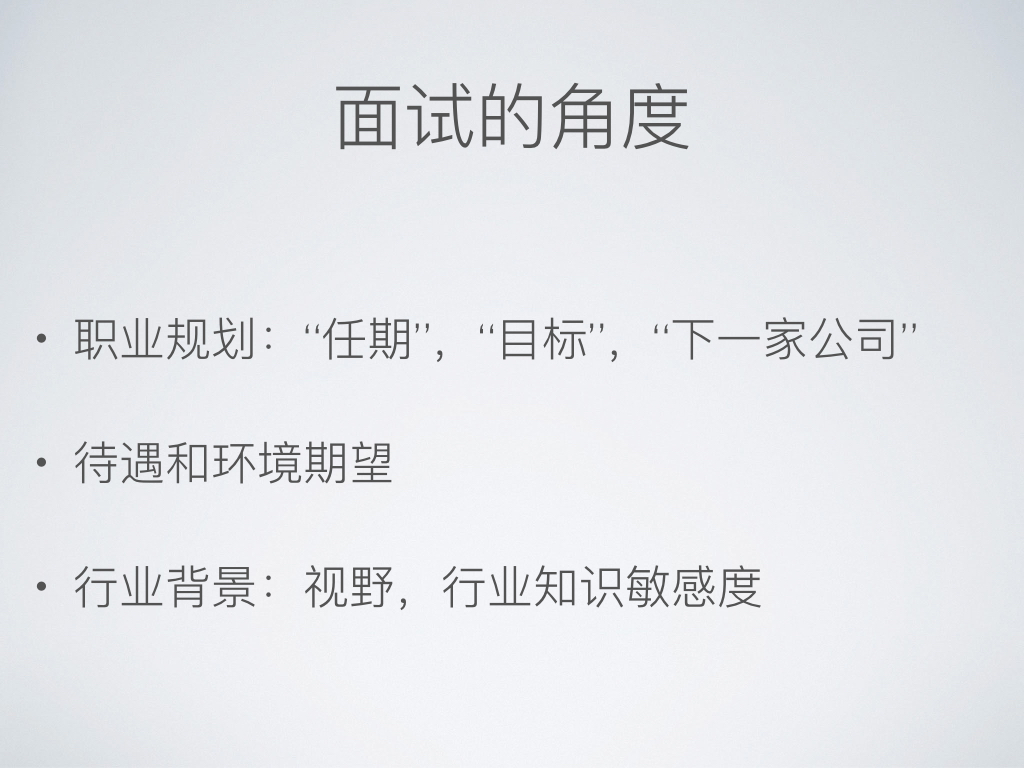 面试的角度
• 职业规划：“任期”，“目标”，“下一家公司”
• 待遇和环境期望
• 行业背景：视野，行业知识敏感度